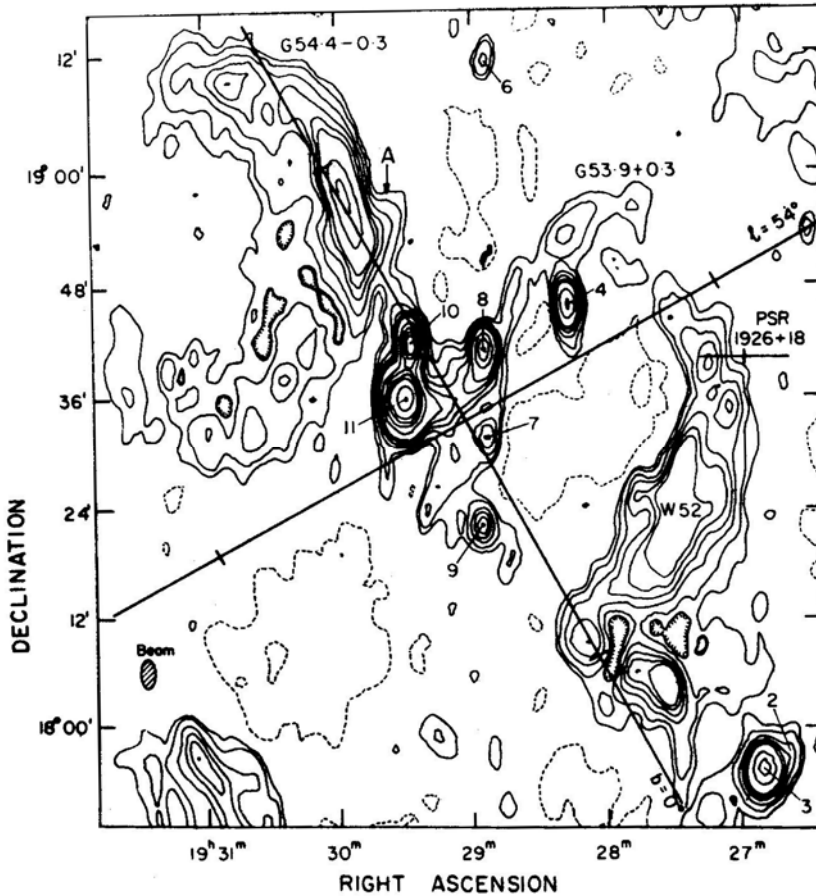 G54·4–0·3
12'
6
A
G53·9+0·3
19° 00'
ℓ = 54°
48'
10
8
4
PSR
1926+18
36'
11
7
W52
24'
9
12'
Beam
18° 00'
2
b=0
3
19ʰ 31ᵐ
30ᵐ
29ᵐ
28ᵐ
27ᵐ
DECLINATION
RIGHT ASCENSION